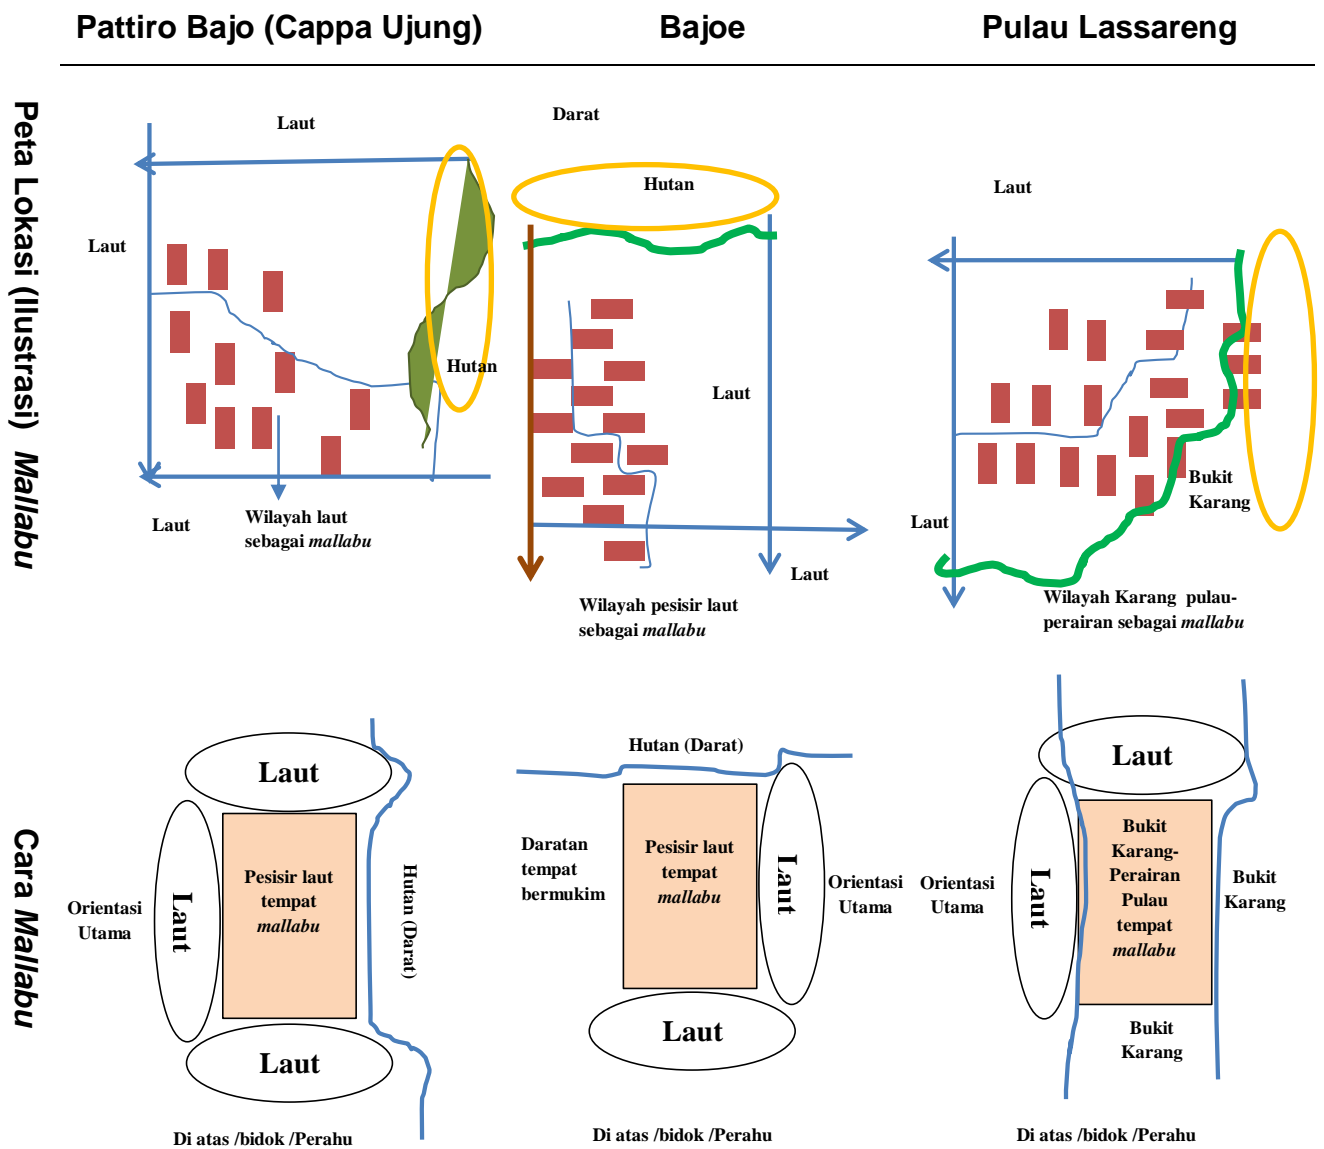 Pattiro Bajo (Cappa Ujung)
Bajoe
Pulau Lassareng
Peta Lokasi (Illustrasi) Mallabu
Laut
Laut
Hutan
Laut
Wilayah laut
sebagai mallabu
Darat
Hutan
Laut
Laut
Wilayah pesisir laut
sebagai mallabu
Laut
Bukit
Karang
Laut
Wilayah Karang pulau-
perairan sebagai mallabu
Cara Mallabu
Laut
Orientasi
Utama
Laut
Pesisir laut
tempat
mallabu
Hutan (Darat)
Laut
Di atas /bidok /Perahu
Hutan (Darat)
Daratan
tempat
bermukim
Pesisir laut
tempat
mallabu
Laut
Orientasi
Utama
Laut
Di atas /bidok /Perahu
Laut
Orientasi
Utama
Laut
Bukit
Karang-
Perairan
Pulau
tempat
mallabu
Bukit
Karang
Bukit
Karang
Di atas /bidok /Perahu